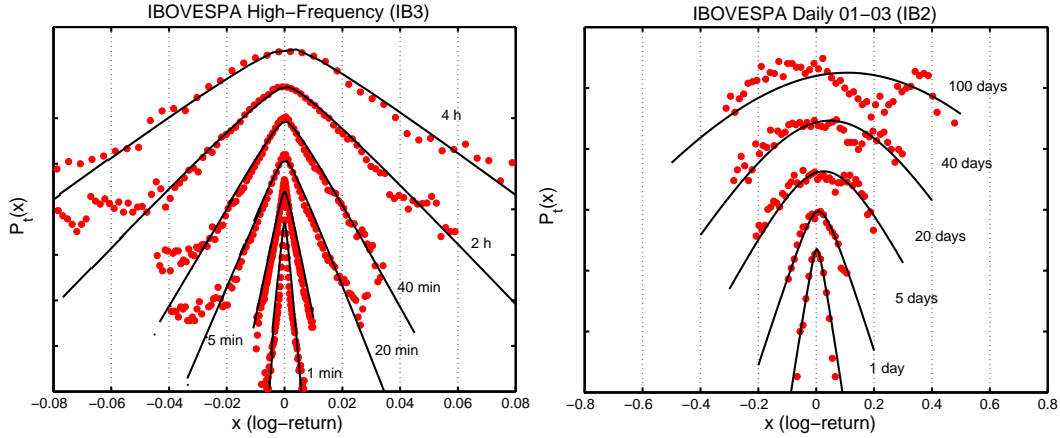 IBOVESPA High−Frequency (IB3)
P_t(x)
4 h
2 h
40 min
5 min
20 min
1 min
−0.08 −0.06 −0.04 −0.02 0 0.02 0.04 0.06 0.08
x (log−return)
IBOVESPA Daily 01−03 (IB2)
P_t(x)
100 days
40 days
20 days
5 days
1 day
−0.8 −0.6 −0.4 −0.2 0 0.2 0.4 0.6 0.8
x (log−return)